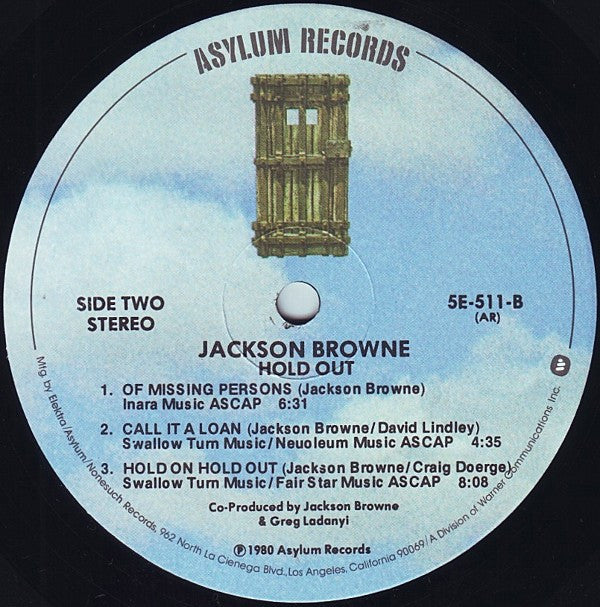 ASYLUM RECORDS
SIDE TWO
STEREO
5E-511-B
(AR)
JACKSON BROWNE
HOLD OUT
1. OF MISSING PERSONS (Jackson Browne)
Inara Music ASCAP 6:31
2. CALL IT A LOAN (Jackson Browne/David Lindley)
Swallow Turn Music/Neuoleum Music ASCAP 4:35
3. HOLD ON HOLD OUT (Jackson Browne/Craig Doerge)
Swallow Turn Music/Fair Star Music ASCAP 8:08
Co-Produced by Jackson Browne
& Greg Ladanyi
℗1980 Asylum Records
Mfg. by Elektra/Asylum/Nonesuch Records, 962 North La Cienega Blvd., Los Angeles, California 90069/A Division of Warner Communications Inc.